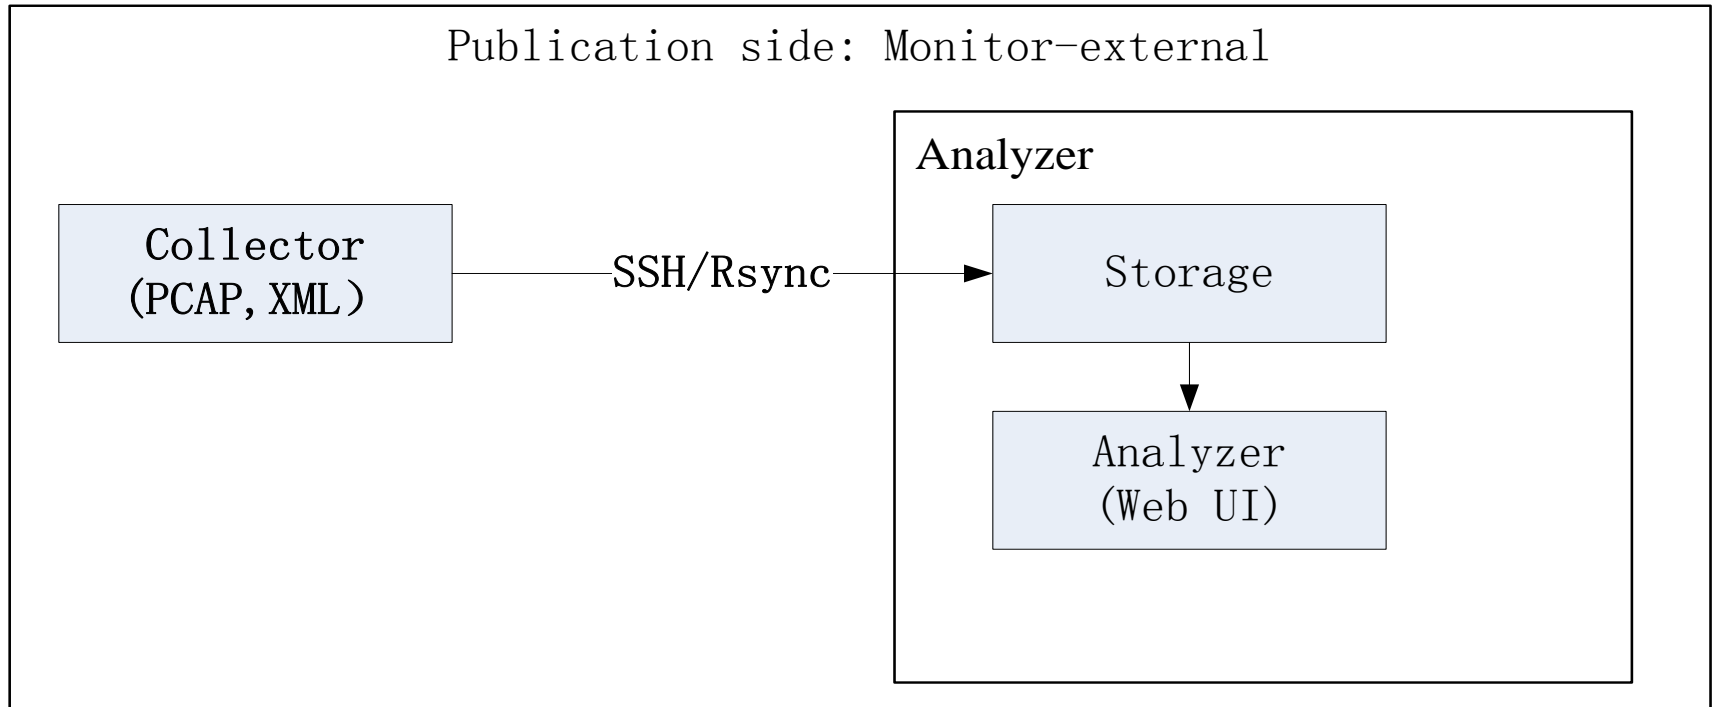 Publication side: Monitor-external
Analyzer
Collector
(PCAP, XML)
SSH/Rsync
Storage
Analyzer
(Web UI)